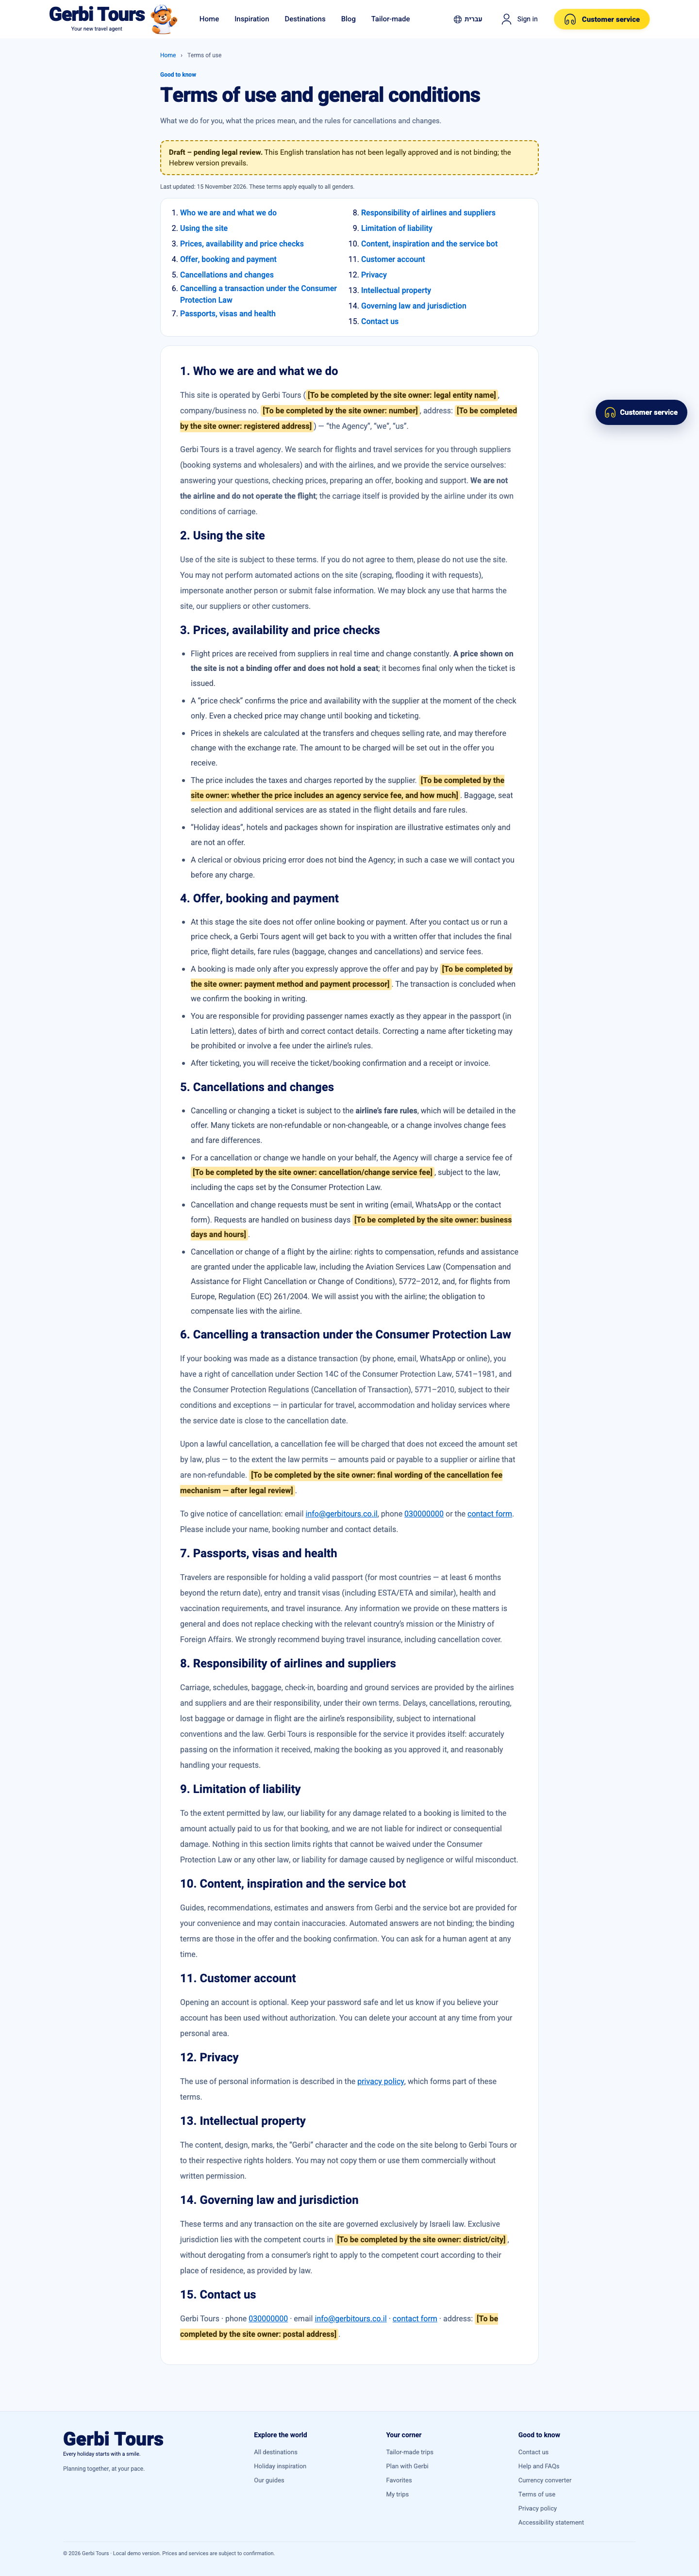 Gerbi Tours
Your new travel agent
Home
Inspiration
Destinations
Blog
Tailor-made
עברית
Sign in
Customer service
Home › Terms of use
Good to know
Terms of use and general conditions
What we do for you, what the prices mean, and the rules for cancellations and changes.
Draft – pending legal review. This English translation has not been legally approved and is not binding; the
Hebrew version prevails.
Last updated: 15 November 2026. These terms apply equally to all genders.
1. Who we are and what we do
2. Using the site
3. Prices, availability and price checks
4. Offer, booking and payment
5. Cancellations and changes
6. Cancelling a transaction under the Consumer
Protection Law
7. Passports, visas and health
8. Responsibility of airlines and suppliers
9. Limitation of liability
10. Content, inspiration and the service bot
11. Customer account
12. Privacy
13. Intellectual property
14. Governing law and jurisdiction
15. Contact us
Customer service
1. Who we are and what we do
This site is operated by Gerbi Tours ( [To be completed by the site owner: legal entity name] ,
company/business no. [To be completed by the site owner: number] , address: [To be completed
by the site owner: registered address] ) — “the Agency”, “we”, “us”.
Gerbi Tours is a travel agency. We search for flights and travel services for you through suppliers
(booking systems and wholesalers) and with the airlines, and we provide the service ourselves:
answering your questions, checking prices, preparing an offer, booking and support. We are not
the airline and do not operate the flight; the carriage itself is provided by the airline under its own
conditions of carriage.
2. Using the site
Use of the site is subject to these terms. If you do not agree to them, please do not use the site.
You may not perform automated actions on the site (scraping, flooding it with requests),
impersonate another person or submit false information. We may block any use that harms the
site, our suppliers or other customers.
3. Prices, availability and price checks
• Flight prices are received from suppliers in real time and change constantly. A price shown on
the site is not a binding offer and does not hold a seat; it becomes final only when the ticket is
issued.
• A “price check” confirms the price and availability with the supplier at the moment of the check
only. Even a checked price may change until booking and ticketing.
• Prices in shekels are calculated at the transfers and cheques selling rate, and may therefore
change with the exchange rate. The amount to be charged will be set out in the offer you
receive.
• The price includes the taxes and charges reported by the supplier. [To be completed by the
site owner: whether the price includes an agency service fee, and how much] . Baggage, seat
selection and additional services are as stated in the flight details and fare rules.
• “Holiday ideas”, hotels and packages shown for inspiration are illustrative estimates only and
are not an offer.
• A clerical or obvious pricing error does not bind the Agency; in such a case we will contact you
before any charge.
4. Offer, booking and payment
• At this stage the site does not offer online booking or payment. After you contact us or run a
price check, a Gerbi Tours agent will get back to you with a written offer that includes the final
price, flight details, fare rules (baggage, changes and cancellations) and service fees.
• A booking is made only after you expressly approve the offer and pay by [To be completed by
the site owner: payment method and payment processor] . The transaction is concluded when
we confirm the booking in writing.
• You are responsible for providing passenger names exactly as they appear in the passport (in
Latin letters), dates of birth and correct contact details. Correcting a name after ticketing may
be prohibited or involve a fee under the airline’s rules.
• After ticketing, you will receive the ticket/booking confirmation and a receipt or invoice.
5. Cancellations and changes
• Cancelling or changing a ticket is subject to the airline’s fare rules, which will be detailed in the
offer. Many tickets are non-refundable or non-changeable, or a change involves change fees
and fare differences.
• For a cancellation or change we handle on your behalf, the Agency will charge a service fee of
[To be completed by the site owner: cancellation/change service fee] , subject to the law,
including the caps set by the Consumer Protection Law.
• Cancellation and change requests must be sent in writing (email, WhatsApp or the contact
form). Requests are handled on business days [To be completed by the site owner: business
days and hours] .
• Cancellation or change of a flight by the airline: rights to compensation, refunds and assistance
are granted under the applicable law, including the Aviation Services Law (Compensation and
Assistance for Flight Cancellation or Change of Conditions), 5772–2012, and, for flights from
Europe, Regulation (EC) 261/2004. We will assist you with the airline; the obligation to
compensate lies with the airline.
6. Cancelling a transaction under the Consumer Protection Law
If your booking was made as a distance transaction (by phone, email, WhatsApp or online), you
have a right of cancellation under Section 14C of the Consumer Protection Law, 5741–1981, and
the Consumer Protection Regulations (Cancellation of Transaction), 5771–2010, subject to their
conditions and exceptions — in particular for travel, accommodation and holiday services where
the service date is close to the cancellation date.
Upon a lawful cancellation, a cancellation fee will be charged that does not exceed the amount set
by law, plus — to the extent the law permits — amounts paid or payable to a supplier or airline that
are non-refundable. [To be completed by the site owner: final wording of the cancellation fee
mechanism — after legal review] .
To give notice of cancellation: email info@gerbitours.co.il, phone 030000000 or the contact form.
Please include your name, booking number and contact details.
7. Passports, visas and health
Travelers are responsible for holding a valid passport (for most countries — at least 6 months
beyond the return date), entry and transit visas (including ESTA/ETA and similar), health and
vaccination requirements, and travel insurance. Any information we provide on these matters is
general and does not replace checking with the relevant country’s mission or the Ministry of
Foreign Affairs. We strongly recommend buying travel insurance, including cancellation cover.
8. Responsibility of airlines and suppliers
Carriage, schedules, baggage, check-in, boarding and ground services are provided by the airlines
and suppliers and are their responsibility, under their own terms. Delays, cancellations, rerouting,
lost baggage or damage in flight are the airline’s responsibility, subject to international
conventions and the law. Gerbi Tours is responsible for the service it provides itself: accurately
passing on the information it received, making the booking as you approved it, and reasonably
handling your requests.
9. Limitation of liability
To the extent permitted by law, our liability for any damage related to a booking is limited to the
amount actually paid to us for that booking, and we are not liable for indirect or consequential
damage. Nothing in this section limits rights that cannot be waived under the Consumer
Protection Law or any other law, or liability for damage caused by negligence or wilful misconduct.
10. Content, inspiration and the service bot
Guides, recommendations, estimates and answers from Gerbi and the service bot are provided for
your convenience and may contain inaccuracies. Automated answers are not binding; the binding
terms are those in the offer and the booking confirmation. You can ask for a human agent at any
time.
11. Customer account
Opening an account is optional. Keep your password safe and let us know if you believe your
account has been used without authorization. You can delete your account at any time from your
personal area.
12. Privacy
The use of personal information is described in the privacy policy, which forms part of these
terms.
13. Intellectual property
The content, design, marks, the “Gerbi” character and the code on the site belong to Gerbi Tours or
to their respective rights holders. You may not copy them or use them commercially without
written permission.
14. Governing law and jurisdiction
These terms and any transaction on the site are governed exclusively by Israeli law. Exclusive
jurisdiction lies with the competent courts in [To be completed by the site owner: district/city] ,
without derogating from a consumer’s right to apply to the competent court according to their
place of residence, as provided by law.
15. Contact us
Gerbi Tours · phone 030000000 · email info@gerbitours.co.il · contact form · address: [To be
completed by the site owner: postal address] .
Gerbi Tours
Every holiday starts with a smile.
Planning together, at your pace.
Explore the world
All destinations
Holiday inspiration
Our guides
Your corner
Tailor-made trips
Plan with Gerbi
Favorites
My trips
Good to know
Contact us
Help and FAQs
Currency converter
Terms of use
Privacy policy
Accessibility statement
© 2026 Gerbi Tours · Local demo version. Prices and services are subject to confirmation.